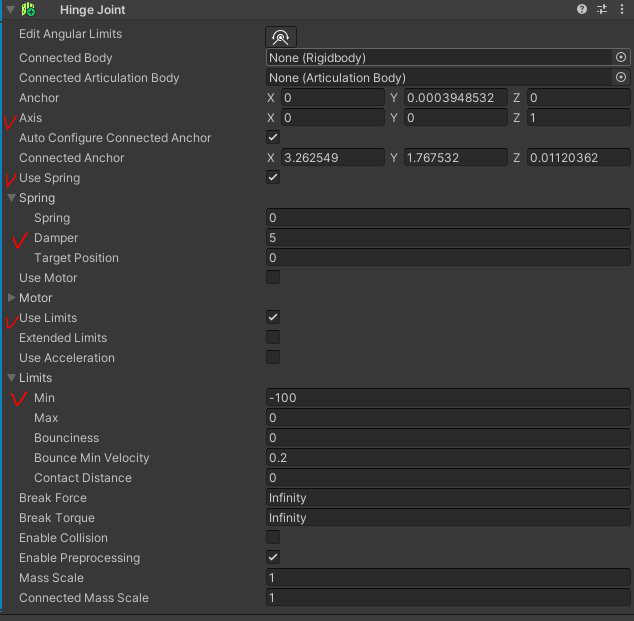 Hinge Joint
Edit Angular Limits
Connected Body None (Rigidbody)
Connected Articulation Body None (Articulation Body)
Anchor X 0 Y 0.0003948532 Z 0
Axis X 0 Y 0 Z 1
Auto Configure Connected Anchor
Connected Anchor X 3.262549 Y 1.767532 Z 0.01120362
Use Spring
Spring
Spring 0
Damper 5
Target Position 0
Use Motor
Motor
Use Limits
Extended Limits
Use Acceleration
Limits
Min -100
Max 0
Bounciness 0
Bounce Min Velocity 0.2
Contact Distance 0
Break Force Infinity
Break Torque Infinity
Enable Collision
Enable Preprocessing
Mass Scale 1
Connected Mass Scale 1